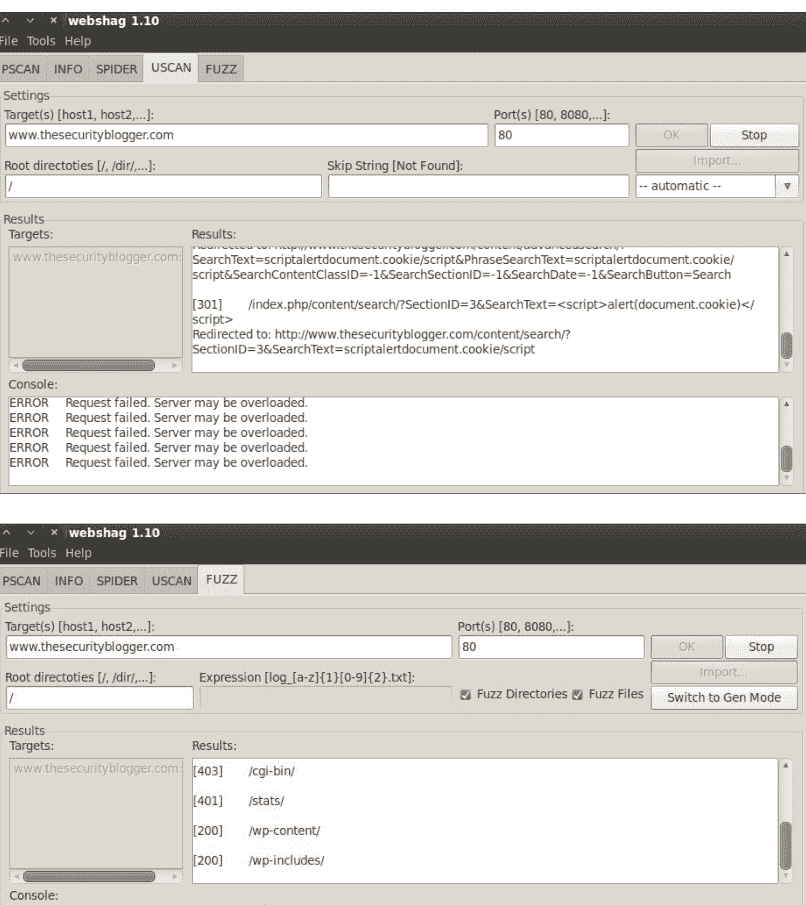 webshag 1.10
File Tools Help
PSCAN INFO SPIDER USCAN FUZZ
Settings
Target(s) [host1, host2,...]: Port(s) [80, 8080,...]:
www.thesecurityblogger.com 80 OK Stop
Import...
Root directoties [/, /dir/,...]: Skip String [Not Found]:
/ -- automatic --
Results
Targets: Results:
www.thesecurityblogger.com:
SearchText=scriptalertdocument.cookie/script&PhraseSearchText=scriptalertdocument.cookie/
script&SearchContentClassID=-1&SearchSectionID=-1&SearchDate=-1&SearchButton=Search
[301] /index.php/content/search/?SectionID=3&SearchText=<script>alert(document.cookie)</
script>
Redirected to: http://www.thesecurityblogger.com/content/search/?
SectionID=3&SearchText=scriptalertdocument.cookie/script
Console:
ERROR Request failed. Server may be overloaded.
ERROR Request failed. Server may be overloaded.
ERROR Request failed. Server may be overloaded.
ERROR Request failed. Server may be overloaded.
ERROR Request failed. Server may be overloaded.
webshag 1.10
File Tools Help
PSCAN INFO SPIDER USCAN FUZZ
Settings
Target(s) [host1, host2,...]: Port(s) [80, 8080,...]:
www.thesecurityblogger.com 80 OK Stop
Import...
Root directoties [/, /dir/,...]: Expression [log_[a-z]{1}[0-9]{2}.txt]:
/ Fuzz Directories Fuzz Files Switch to Gen Mode
Results
Targets: Results:
www.thesecurityblogger.com:
[403] /cgi-bin/
[401] /stats/
[200] /wp-content/
[200] /wp-includes/
Console: